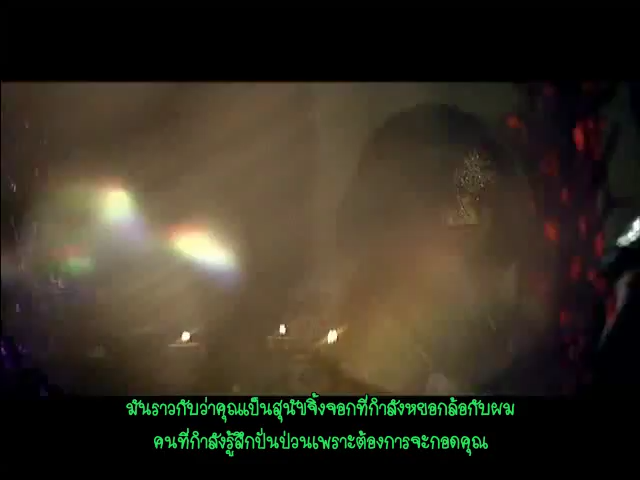 มันราวกับว่าคุณเป็นสุนัขจิ้งจอกที่กำลังหยอกล้อกับผม
คนที่กำลังรู้สึกปั่นป่วนเพราะต้องการจะกอดคุณ